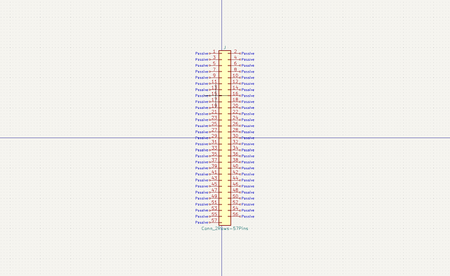 J
Passive 1 2 Passive
Passive 3 4 Passive
Passive 5 6 Passive
Passive 7 8 Passive
Passive 9 10 Passive
Passive 11 12 Passive
Passive 13 14 Passive
Passive 15 16 Passive
Passive 17 18 Passive
Passive 19 20 Passive
Passive 21 22 Passive
Passive 23 24 Passive
Passive 25 26 Passive
Passive 27 28 Passive
Passive 29 30 Passive
Passive 31 32 Passive
Passive 33 34 Passive
Passive 35 36 Passive
Passive 37 38 Passive
Passive 39 40 Passive
Passive 41 42 Passive
Passive 43 44 Passive
Passive 45 46 Passive
Passive 47 48 Passive
Passive 49 50 Passive
Passive 51 52 Passive
Passive 53 54 Passive
Passive 55 56 Passive
Passive 57
Conn_2Rows-57Pins